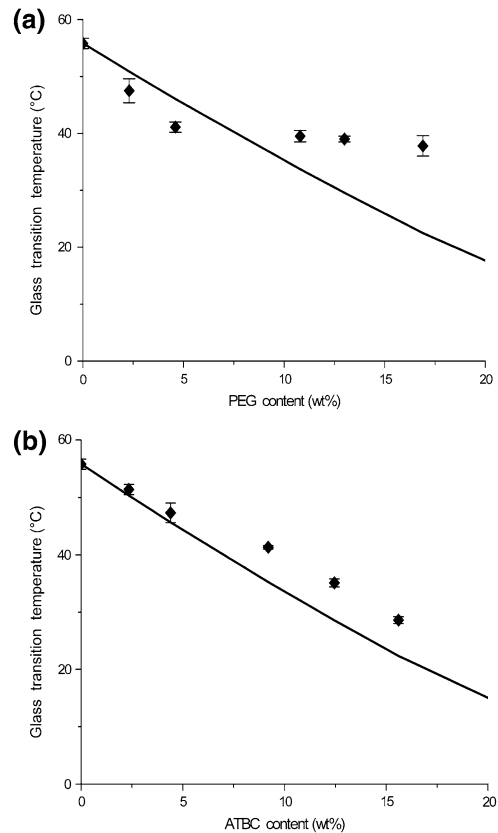 (a)
60
40
20
0
Glass transition temperature (°C)
0 5 10 15 20
PEG content (wt%)
(b)
60
40
20
0
Glass transition temperature (°C)
0 5 10 15 20
ATBC content (wt%)